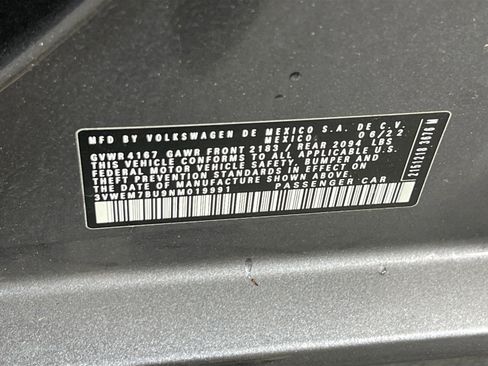 MFD BY VOLKSWAGEN DE MEXICO S.A. DE C.V.
MEXICO 06/22
GVWR 4167 GAWR FRONT 2183 / REAR 2094 LBS
THIS VEHICLE CONFORMS TO ALL APPLICABLE
FEDERAL MOTOR VEHICLE SAFETY, BUMPER AND
THEFT PREVENTION STANDARDS IN EFFECT ON
THE DATE OF MANUFACTURE SHOWN ABOVE.
3VWEM7BU9NM019393 PASSENGER CAR